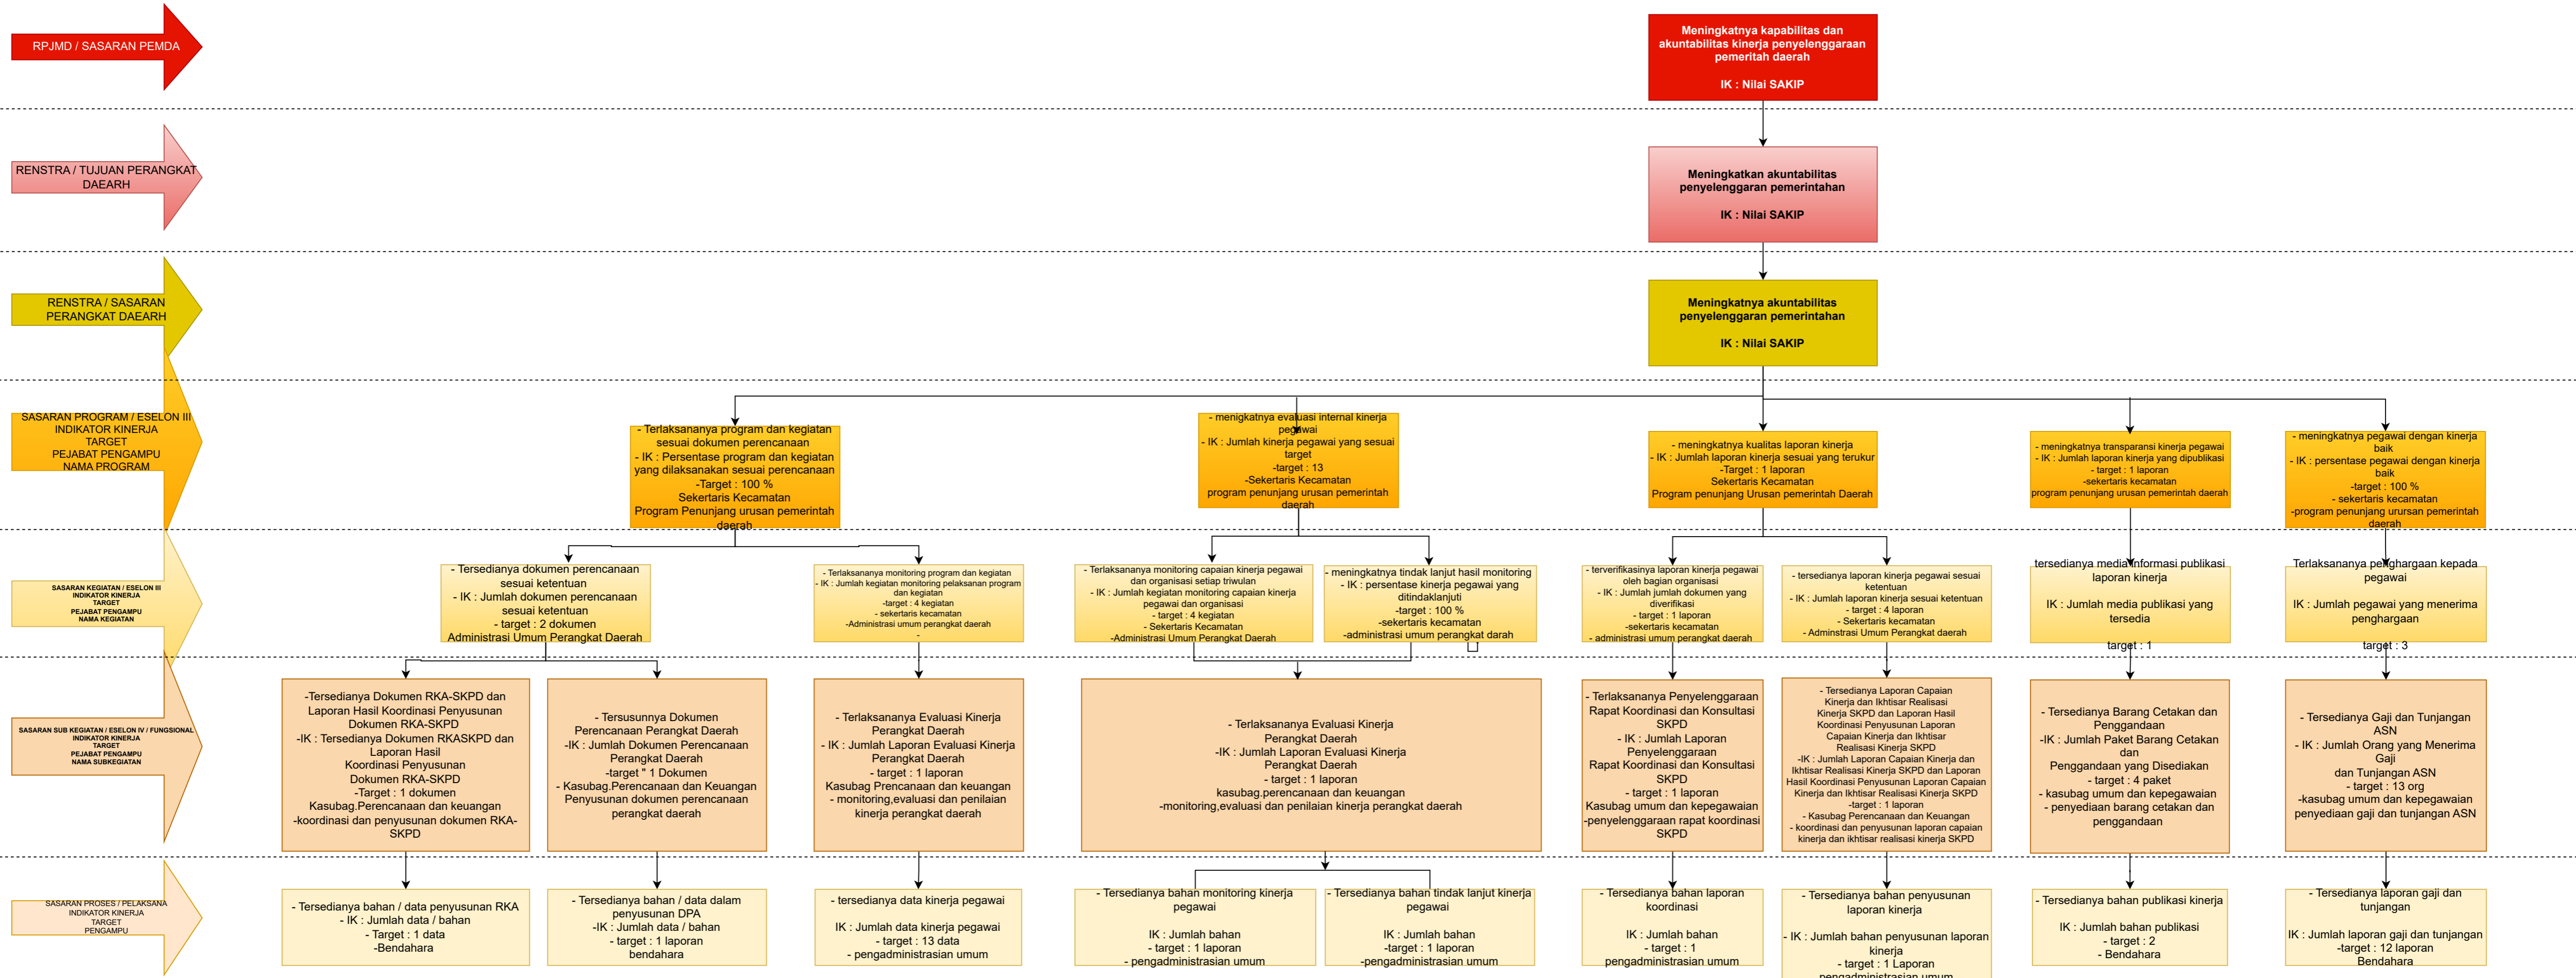 RPJMD / SASARAN PEMDA
Meningkatnya kapabilitas dan
akuntabilitas kinerja penyelenggaraan
pemeritah daerah
IK : Nilai SAKIP
RENSTRA / TUJUAN PERANGKAT
DAEARH
Meningkatkan akuntabilitas
penyelenggaran pemerintahan
IK : Nilai SAKIP
RENSTRA / SASARAN
PERANGKAT DAEARH
Meningkatnya akuntabilitas
penyelenggaran pemerintahan
IK : Nilai SAKIP
SASARAN PROGRAM / ESELON III
INDIKATOR KINERJA
TARGET
PEJABAT PENGAMPU
NAMA PROGRAM
- Terlaksananya program dan kegiatan
sesuai dokumen perencanaan
- IK : Persentase program dan kegiatan
yang dilaksanakan sesuai perencanaan
-Target : 100 %
Sekertaris Kecamatan
Program Penunjang urusan pemerintah
daerah
- menigkatnya evaluasi internal kinerja
pegawai
- IK : Jumlah kinerja pegawai yang sesuai
target
-target : 13
-Sekertaris Kecamatan
program penunjang urusan pemerintah
daerah
- meningkatnya kualitas laporan kinerja
- IK : Jumlah laporan kinerja sesuai yang terukur
-Target : 1 laporan
Sekertaris Kecamatan
Program penunjang Urusan pemerintah Daerah
- meningkatnya transparansi kinerja pegawai
- IK : Jumlah laporan kinerja yang dipublikasi
- target : 1 laporan
-sekertaris kecamatan
program penunjang urusan pemerintah daerah
- meningkatnya pegawai dengan kinerja
baik
- IK : persentase pegawai dengan kinerja
baik
-target : 100 %
- sekertaris kecamatan
-program penunjang urursan pemerintah
daerah
SASARAN KEGIATAN / ESELON III
INDIKATOR KINERJA
TARGET
PEJABAT PENGAMPU
NAMA KEGIATAN
- Tersedianya dokumen perencanaan
sesuai ketentuan
- IK : Jumlah dokumen perencanaan
sesuai ketentuan
- target : 2 dokumen
Administrasi Umum Perangkat Daerah
- Terlaksananya monitoring program dan kegiatan
- IK : Jumlah kegiatan monitoring pelaksanan program
dan kegiatan
-target : 4 kegiatan
- sekertaris kecamatan
-Administrasi umum perangkat daerah
-
- Terlaksananya monitoring capaian kinerja pegawai
dan organisasi setiap triwulan
- IK : Jumlah kegiatan monitoring capaian kinerja
pegawai dan organisasi
- target : 4 kegiatan
- Sekertaris Kecamatan
-Administrasi Umum Perangkat Daerah
- meningkatnya tindak lanjut hasil monitoring
- IK : persentase kinerja pegawai yang
ditindaklanjuti
-target : 100 %
-sekertaris kecamatan
-administrasi umum perangkat darah
- terverifikasinya laporan kinerja pegawai
oleh bagian organisasi
- IK : Jumlah jumlah dokumen yang
diverifikasi
- target : 1 laporan
-sekertaris kecamatan
- administrasi umum perangkat daerah
- tersedianya laporan kinerja pegawai sesuai
ketentuan
- IK : Jumlah laporan kinerja sesuai ketentuan
- target : 4 laporan
- Sekertaris kecamatan
- Adminstrasi Umum Perangkat daerah
tersedianya media informasi publikasi
laporan kinerja
IK : Jumlah media publikasi yang
tersedia
target : 1
Terlaksananya penghargaan kepada
pegawai
IK : Jumlah pegawai yang menerima
penghargaan
target : 3
SASARAN SUB KEGIATAN / ESELON IV / FUNGSIONAL
INDIKATOR KINERJA
TARGET
PEJABAT PENGAMPU
NAMA SUBKEGIATAN
-Tersedianya Dokumen RKA-SKPD dan
Laporan Hasil Koordinasi Penyusunan
Dokumen RKA-SKPD
-IK : Tersedianya Dokumen RKASKPD dan
Laporan Hasil
Koordinasi Penyusunan
Dokumen RKA-SKPD
-Target : 1 dokumen
Kasubag.Perencanaan dan keuangan
-koordinasi dan penyusunan dokumen RKA-
SKPD
- Tersusunnya Dokumen
Perencanaan Perangkat Daerah
-IK : Jumlah Dokumen Perencanaan
Perangkat Daerah
-target " 1 Dokumen
- Kasubag.Perencanaan dan Keuangan
Penyusunan dokumen perencanaan
perangkat daerah
- Terlaksananya Evaluasi Kinerja
Perangkat Daerah
- IK : Jumlah Laporan Evaluasi Kinerja
Perangkat Daerah
- target : 1 laporan
Kasubag Prencanaan dan keuangan
- monitoring,evaluasi dan penilaian
kinerja perangkat daerah
- Terlaksananya Evaluasi Kinerja
Perangkat Daerah
-IK : Jumlah Laporan Evaluasi Kinerja
Perangkat Daerah
- target : 1 laporan
kasubag.perencanaan dan keuangan
-monitoring,evaluasi dan penilaian kinerja perangkat daerah
- Terlaksananya Penyelenggaraan
Rapat Koordinasi dan Konsultasi
SKPD
- IK : Jumlah Laporan
Penyelenggaraan
Rapat Koordinasi dan Konsultasi
SKPD
- target : 1 laporan
Kasubag umum dan kepegawaian
-penyelenggaraan rapat koordinasi
SKPD
- Tersedianya Laporan Capaian
Kinerja dan Ikhtisar Realisasi
Kinerja SKPD dan Laporan Hasil
Koordinasi Penyusunan Laporan
Capaian Kinerja dan Ikhtisar
Realisasi Kinerja SKPD
-IK : Jumlah Laporan Capaian Kinerja dan
Ikhtisar Realisasi Kinerja SKPD dan Laporan
Hasil Koordinasi Penyusunan Laporan Capaian
Kinerja dan Ikhtisar Realisasi Kinerja SKPD
-target : 1 laporan
- Kasubag Perencanaan dan Keuangan
- koordinasi dan penyusunan laporan capaian
kinerja dan ikhtisar realisasi kinerja SKPD
- Tersedianya Barang Cetakan dan
Penggandaan
-IK : Jumlah Paket Barang Cetakan
dan
Penggandaan yang Disediakan
- target : 4 paket
- kasubag umum dan kepegawaian
- penyediaan barang cetakan dan
penggandaan
- Tersedianya Gaji dan Tunjangan
ASN
- IK : Jumlah Orang yang Menerima
Gaji
dan Tunjangan ASN
- target : 13 org
-kasubag umum dan kepegawaian
penyediaan gaji dan tunjangan ASN
SASARAN PROSES / PELAKSANA
INDIKATOR KINERJA
TARGET
PENGAMPU
- Tersedianya bahan / data penyusunan RKA
- IK : Jumlah data / bahan
- Target : 1 data
-Bendahara
- Tersedianya bahan / data dalam
penyusunan DPA
-IK : Jumlah data / bahan
- target : 1 laporan
bendahara
- tersedianya data kinerja pegawai
IK : Jumlah data kinerja pegawai
- target : 13 data
- pengadministrasian umum
- Tersedianya bahan monitoring kinerja
pegawai
IK : Jumlah bahan
- target : 1 laporan
- pengadministrasian umum
- Tersedianya bahan tindak lanjut kinerja
pegawai
IK : Jumlah bahan
-target : 1 laporan
-pengadministrasian umum
- Tersedianya bahan laporan
koordinasi
IK : Jumlah bahan
- target : 1
pengadministrasian umum
- Tersedianya bahan penyusunan
laporan kinerja
- IK : Jumlah bahan penyusunan laporan
kinerja
- target : 1 Laporan
pengadministrasian umum
- Tersedianya bahan publikasi kinerja
IK : Jumlah bahan publikasi
- target : 2
- Bendahara
- Tersedianya laporan gaji dan
tunjangan
IK : Jumlah laporan gaji dan tunjangan
-target : 12 laporan
Bendahara